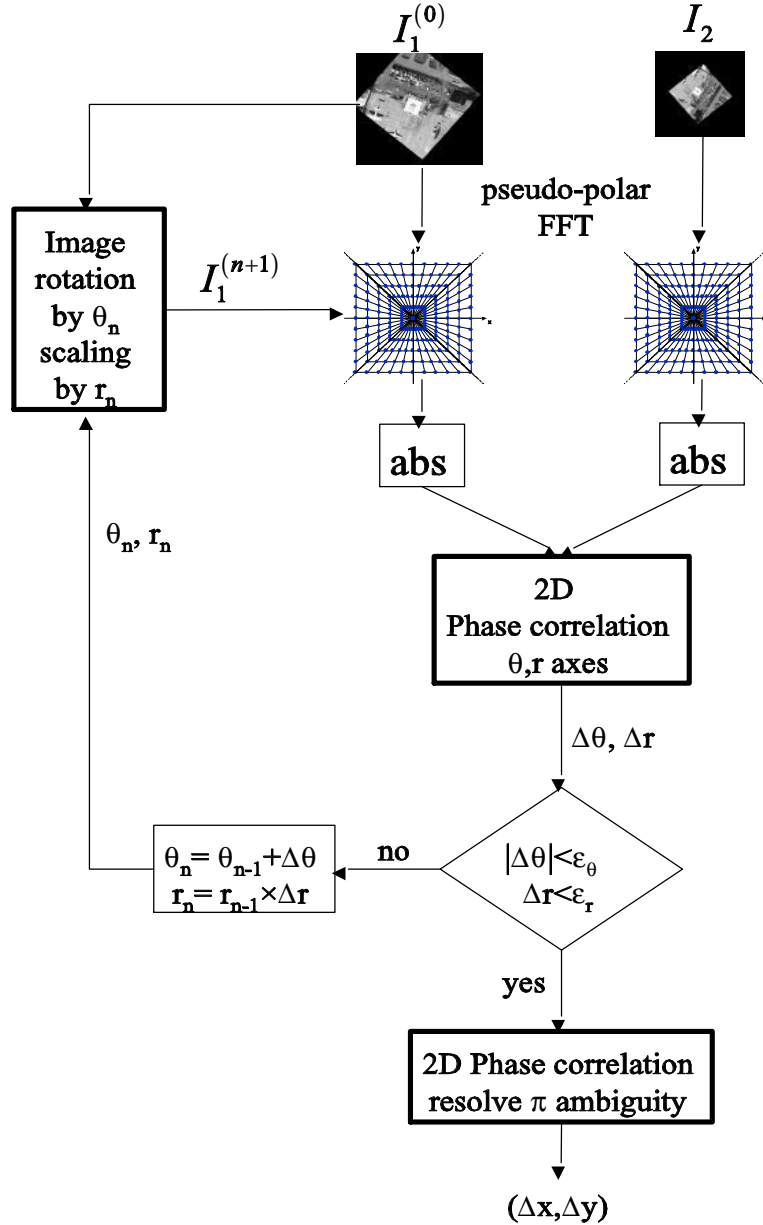 I₁⁽⁰⁾
I₂
pseudo-polar
FFT
Image
rotation
by θₙ
scaling
by rₙ
I₁⁽ⁿ⁺¹⁾
y
x
y
abs
abs
θₙ, rₙ
2D
Phase correlation
θ,r axes
Δθ, Δr
θₙ= θₙ₋₁+Δθ
rₙ= rₙ₋₁×Δr
no
|Δθ|<ε_θ
Δr<εᵣ
yes
2D Phase correlation
resolve π ambiguity
(Δx,Δy)